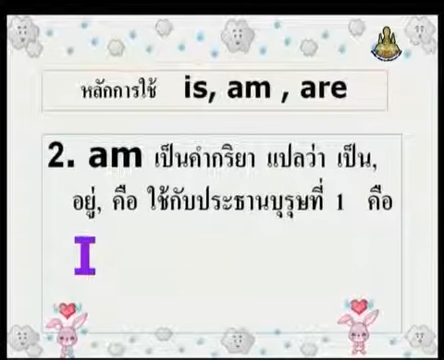 หลักการใช้ is, am , are
2. am เป็นคำกริยา แปลว่า เป็น,
อยู่, คือ ใช้กับประธานบุรุษที่ 1 คือ
I